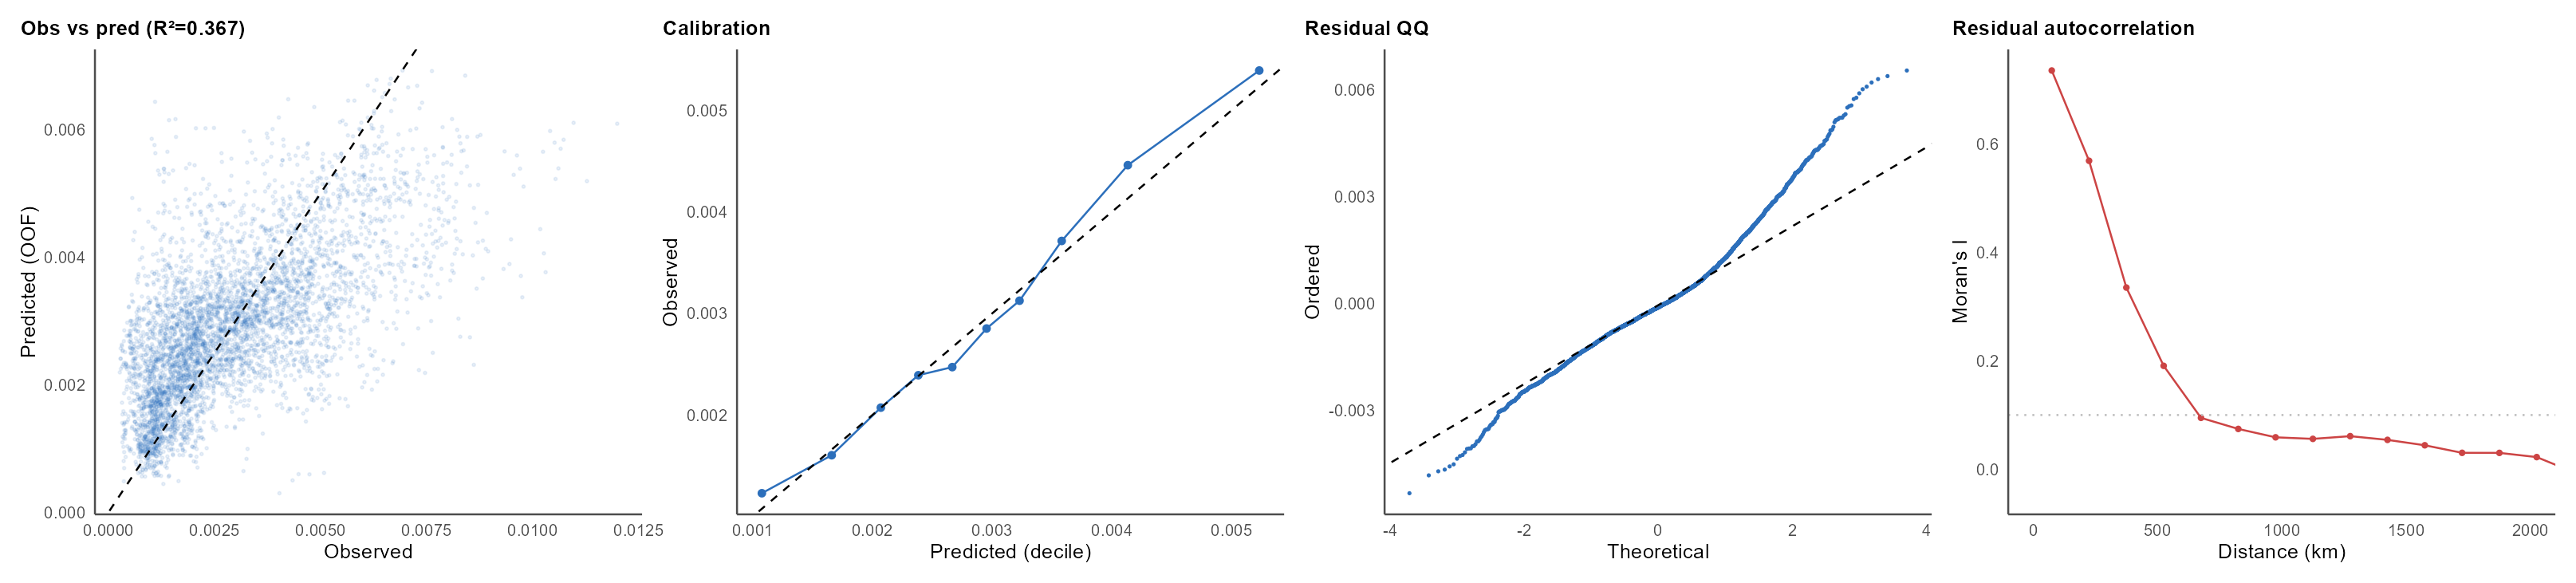 Obs vs pred (R²=0.367)
Predicted (OOF)
0.006
0.004
0.002
0.000
0.0000 0.0025 0.0050 0.0075 0.0100 0.0125
Observed
Calibration
Observed
0.005
0.004
0.003
0.002
0.001 0.002 0.003 0.004 0.005
Predicted (decile)
Residual QQ
Ordered
0.006
0.003
0.000
-0.003
-4 -2 0 2 4
Theoretical
Residual autocorrelation
Moran's I
0.6
0.4
0.2
0.0
0 500 1000 1500 2000
Distance (km)